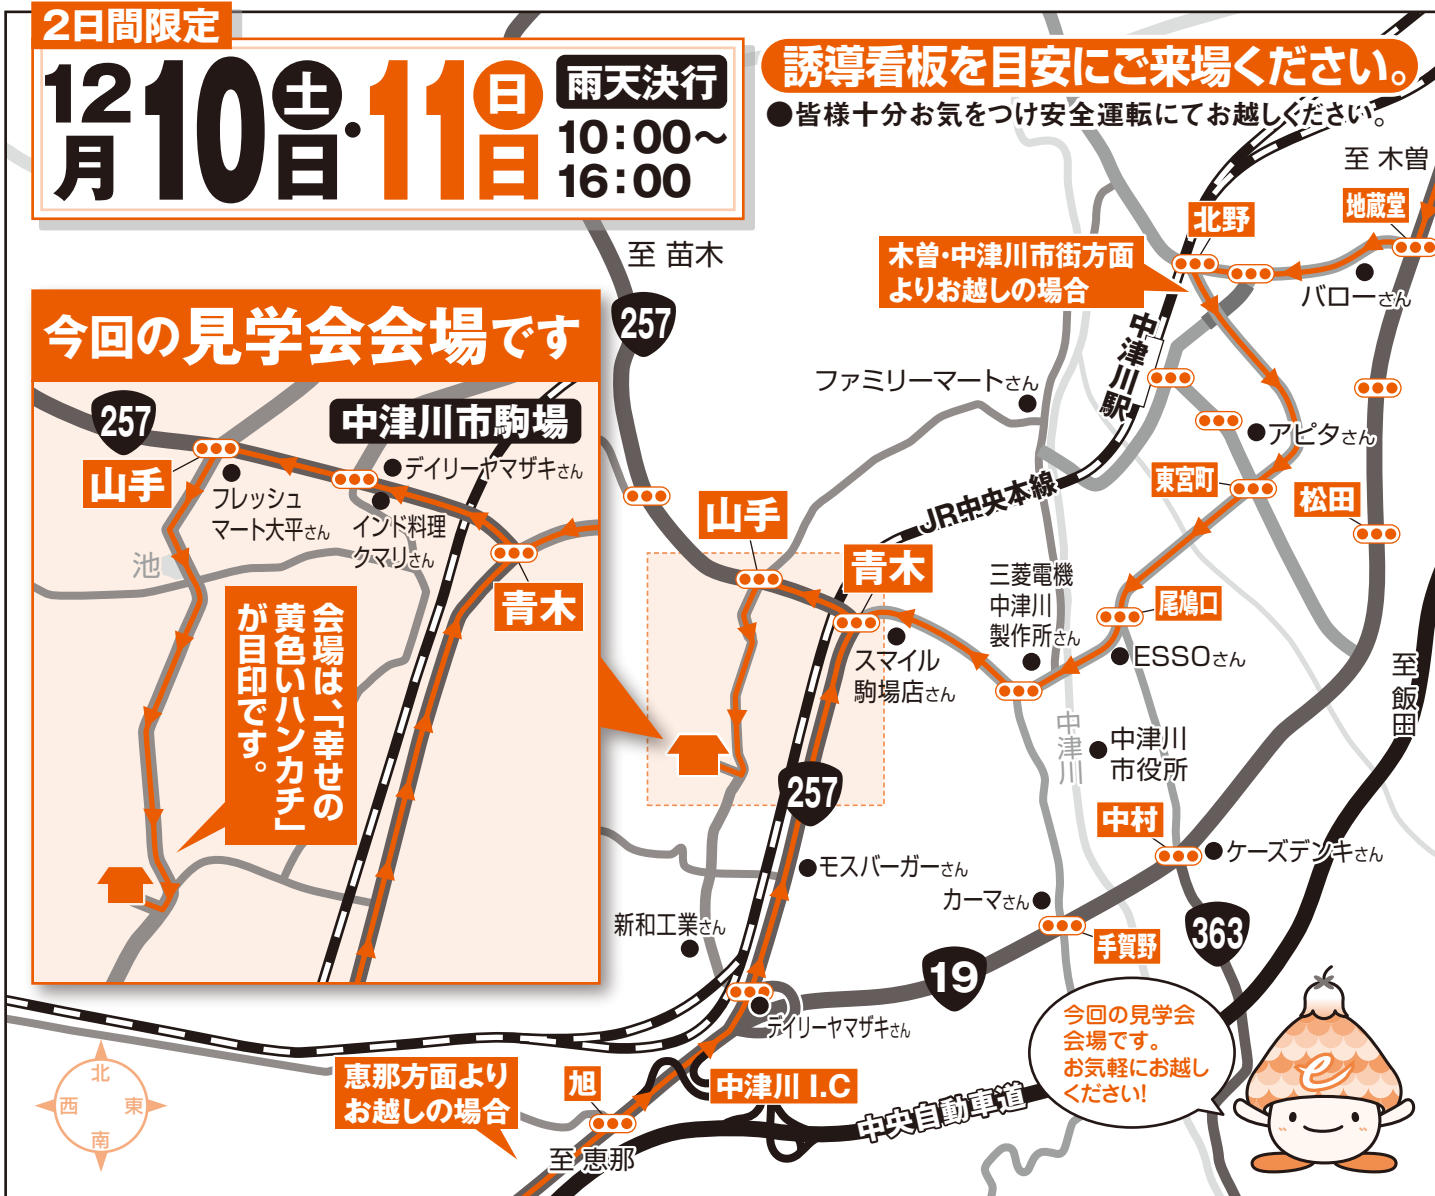 2日間限定
12月10日土・11日日
雨天決行
10:00〜
16:00
誘導看板を目安にご来場ください。
●皆様十分お気をつけ安全運転にてお越しください。
至 木曽
地蔵堂
北野
木曽・中津川市街方面
よりお越しの場合
バローさん
至 苗木
257
中津川駅
ファミリーマートさん
アピタさん
東宮町
松田
JR中央本線
今回の見学会会場です
257
中津川市駒場
山手
デイリーヤマザキさん
フレッシュ
マート大平さん
インド料理
クマリさん
池
青木
会場は、「幸せの
黄色いハンカチ」
が目印です。
山手
青木
三菱電機
中津川
製作所さん
尾鳩口
ESSOさん
スマイル
駒場店さん
至 飯田
中津川
中津川
市役所
257
中村
ケーズデンキさん
モスバーガーさん
カーマさん
手賀野
363
新和工業さん
19
デイリーヤマザキさん
今回の見学会
会場です。
お気軽にお越し
ください!
e
恵那方面より
お越しの場合
旭
中津川 I.C
中央自動車道
至 恵那
北
西
東
南